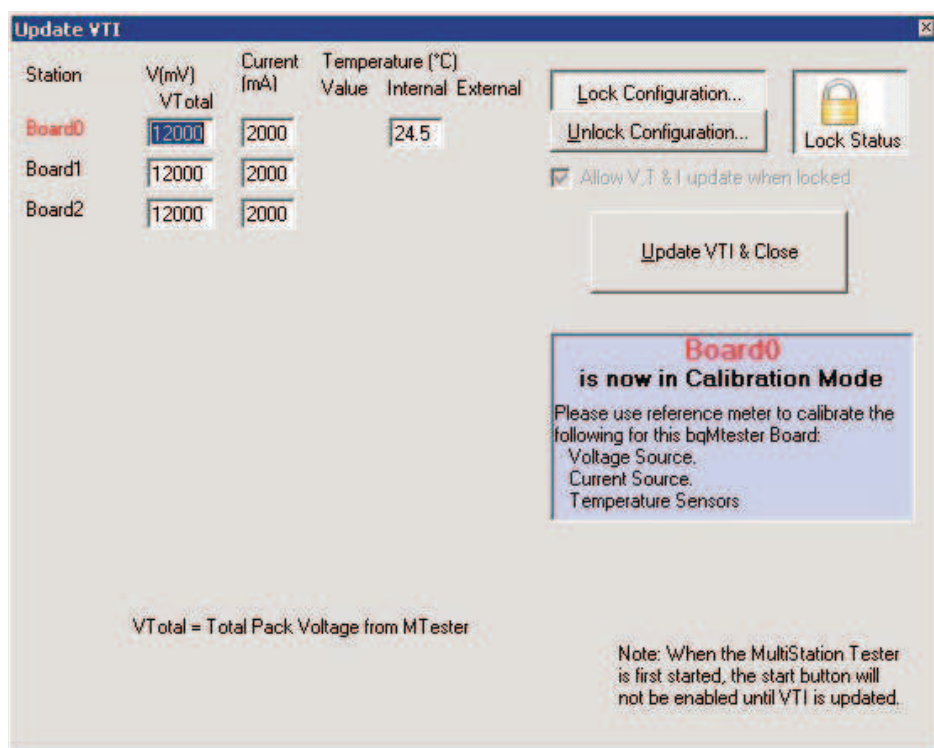 Update VTI
Station V(mV) Current Temperature (°C)
VTotal (mA) Value Internal External
Board0 12000 2000 24.5
Board1 12000 2000
Board2 12000 2000
Lock Configuration...
Unlock Configuration...
Lock Status
Allow V,T & I update when locked
Update VTI & Close
Board0
is now in Calibration Mode
Please use reference meter to calibrate the
following for this bqMtester Board:
Voltage Source.
Current Source.
Temperature Sensors
VTotal = Total Pack Voltage from MTester
Note: When the MultiStation Tester
is first started, the start button will
not be enabled until VTI is updated.